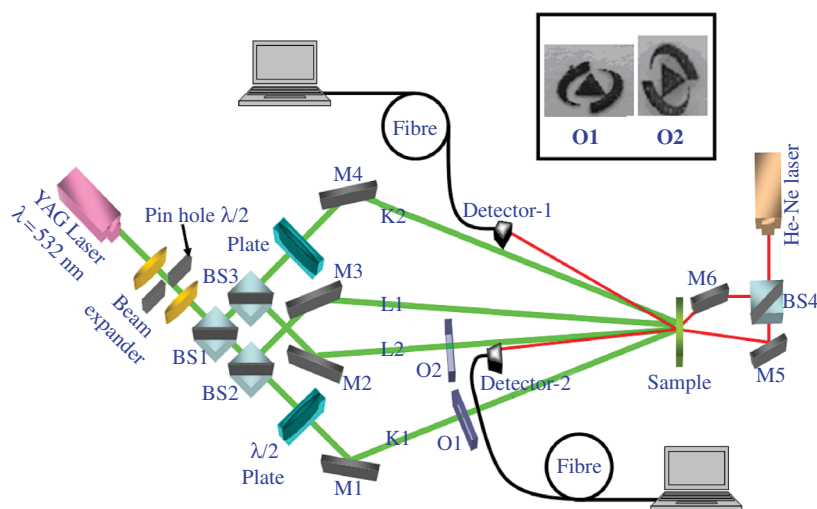 Fibre
O1 O2
M4
K2
Detector-1
He-Ne laser
YAG Laser
λ = 532 nm
Pin hole λ/2
Plate
BS3
M3
L1
M6
BS4
Beam
expander
BS1
BS2
M2
L2
O2
Detector-2
Sample
M5
λ/2
Plate
M1
K1
O1
Fibre